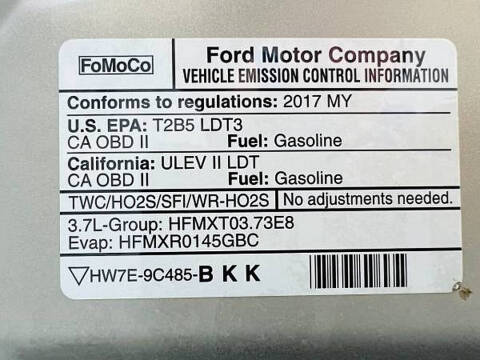 FoMoCo
Ford Motor Company
VEHICLE EMISSION CONTROL INFORMATION
Conforms to regulations: 2017 MY
U.S. EPA: T2B5 LDT3
CA OBD II Fuel: Gasoline
California: ULEV II LDT
CA OBD II Fuel: Gasoline
TWC/HO2S/SFI/WR-HO2S No adjustments needed.
3.7L-Group: HFMXT03.73E8
Evap: HFMXR0145GBC
HW7E-9C485-BKK